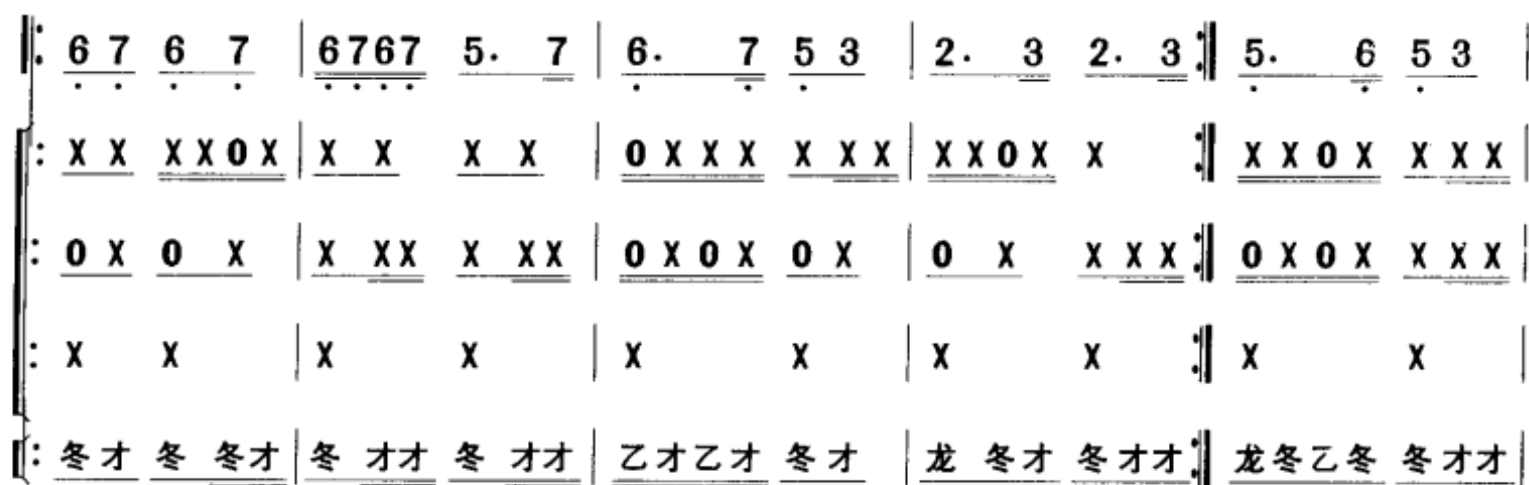 6 7 6 7 | 6767 5. 7 | 6. 7 5 3 | 2. 3 2. 3 :| 5. 6 5 3 |
: X X X X 0 X | X X X X | 0 X X X X X X | X X 0 X X :| X X 0 X X X X |
: 0 X 0 X | X XX X XX | 0 X 0 X 0 X | 0 X X X X :| 0 X 0 X X X X |
: X X | X X | X X | X X :| X X |
: 冬才 冬 冬才 | 冬 才才 冬 才才 | 乙才乙才 冬才 | 龙 冬才 冬才才 :| 龙冬乙冬 冬才才 |